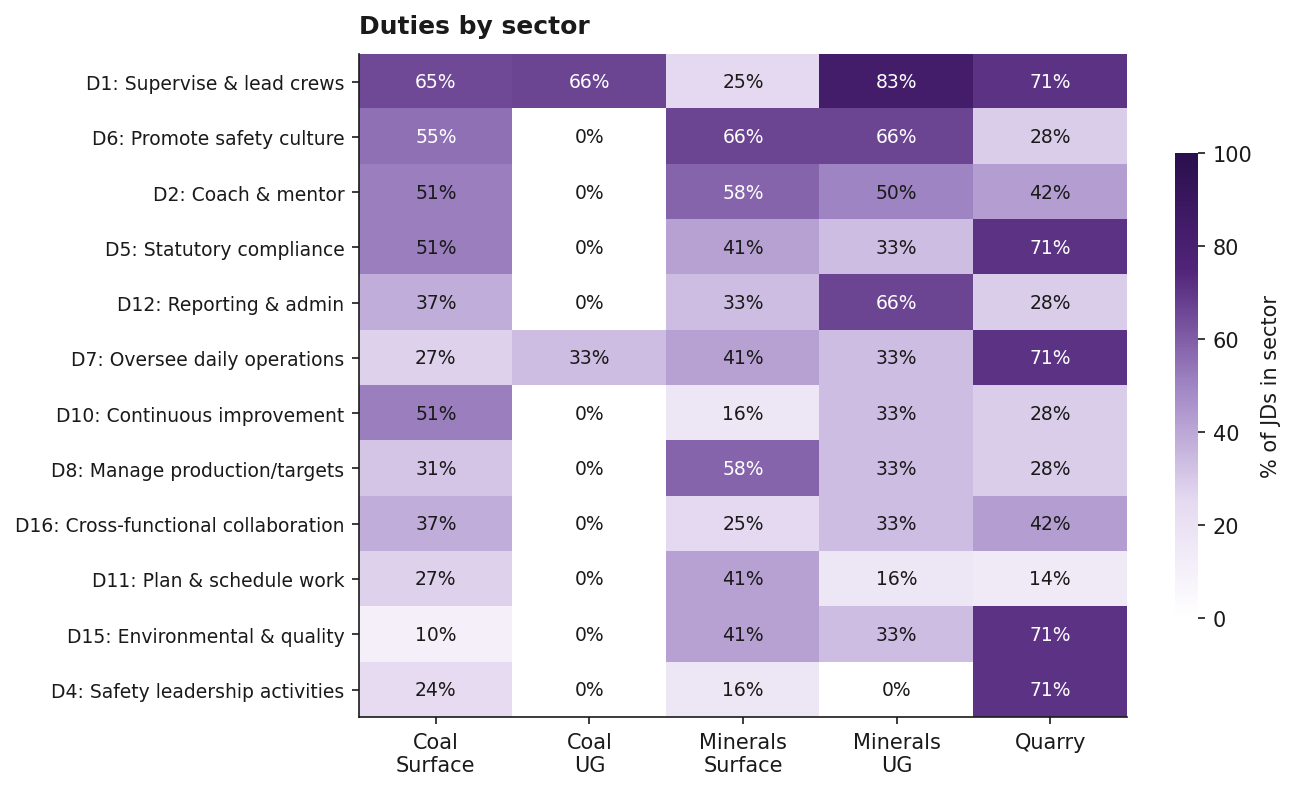 Duties by sector
D1: Supervise & lead crews 65% 66% 25% 83% 71%
D6: Promote safety culture 55% 0% 66% 66% 28%
D2: Coach & mentor 51% 0% 58% 50% 42%
D5: Statutory compliance 51% 0% 41% 33% 71%
D12: Reporting & admin 37% 0% 33% 66% 28%
D7: Oversee daily operations 27% 33% 41% 33% 71%
D10: Continuous improvement 51% 0% 16% 33% 28%
D8: Manage production/targets 31% 0% 58% 33% 28%
D16: Cross-functional collaboration 37% 0% 25% 33% 42%
D11: Plan & schedule work 27% 0% 41% 16% 14%
D15: Environmental & quality 10% 0% 41% 33% 71%
D4: Safety leadership activities 24% 0% 16% 0% 71%
Coal Surface
Coal UG
Minerals Surface
Minerals UG
Quarry
100
80
60
40
20
0
% of JDs in sector